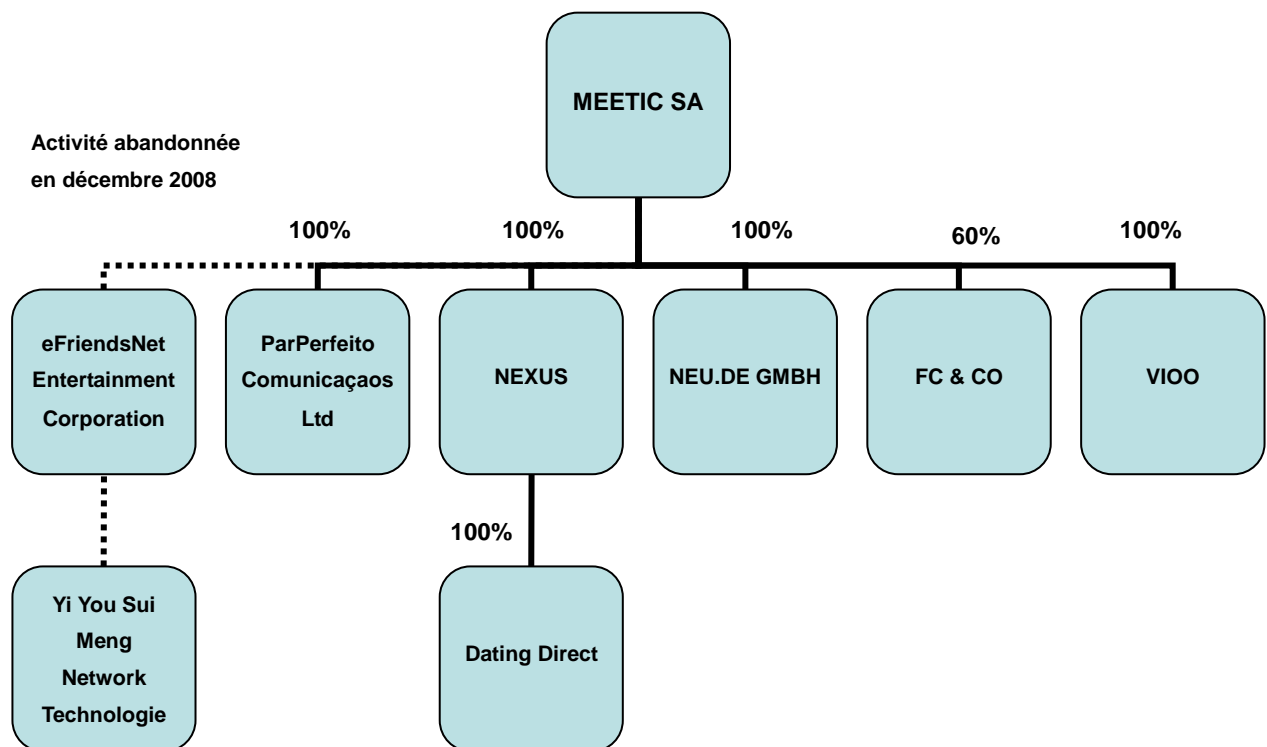 MEETIC SA
Activité abandonnée
en décembre 2008
100%
100%
100%
60%
100%
eFriendsNet
Entertainment
Corporation
ParPerfeito
Comunicaçaos
Ltd
NEXUS
NEU.DE GMBH
FC & CO
VIOO
100%
Yi You Sui
Meng
Network
Technologie
Dating Direct